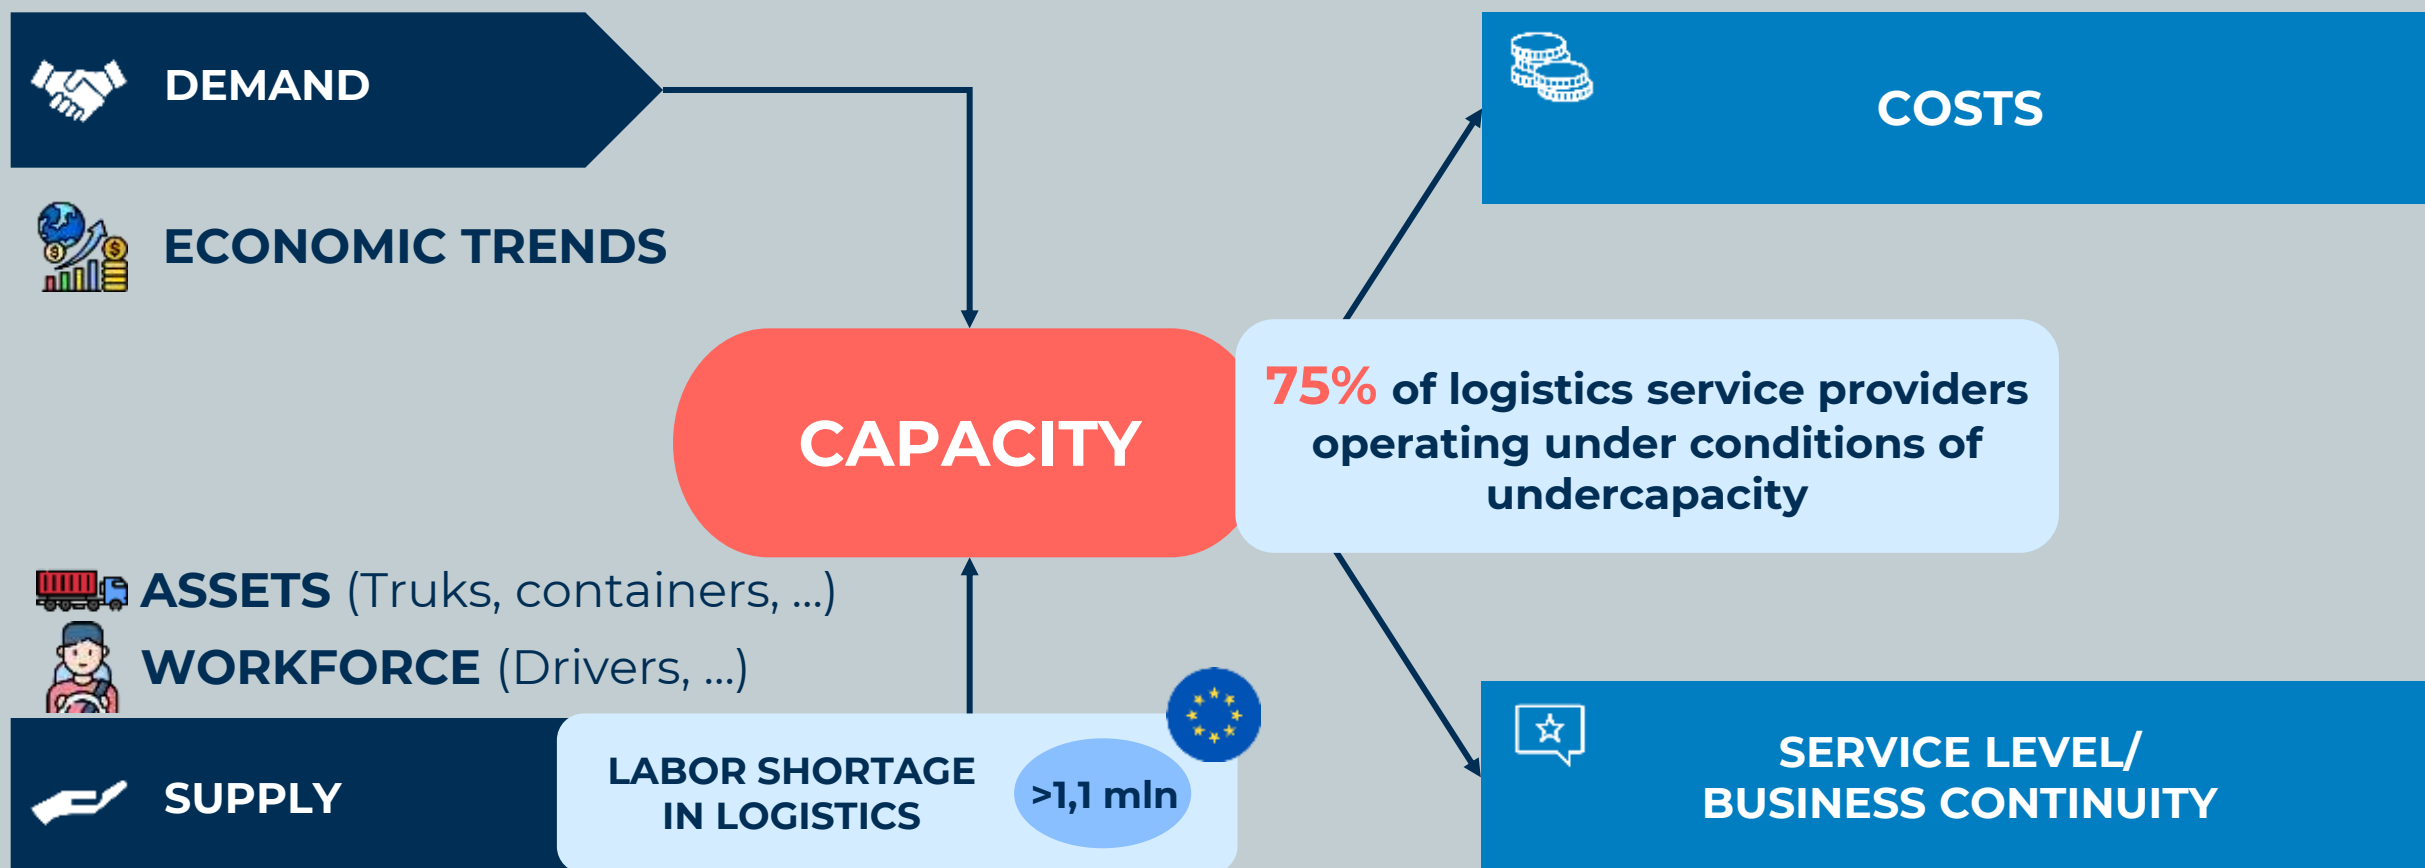 DEMAND
COSTS
ECONOMIC TRENDS
CAPACITY
75% of logistics service providers
operating under conditions of
undercapacity
ASSETS (Truks, containers, ...)
WORKFORCE (Drivers, ...)
SUPPLY
LABOR SHORTAGE
IN LOGISTICS
>1,1 mln
SERVICE LEVEL/
BUSINESS CONTINUITY